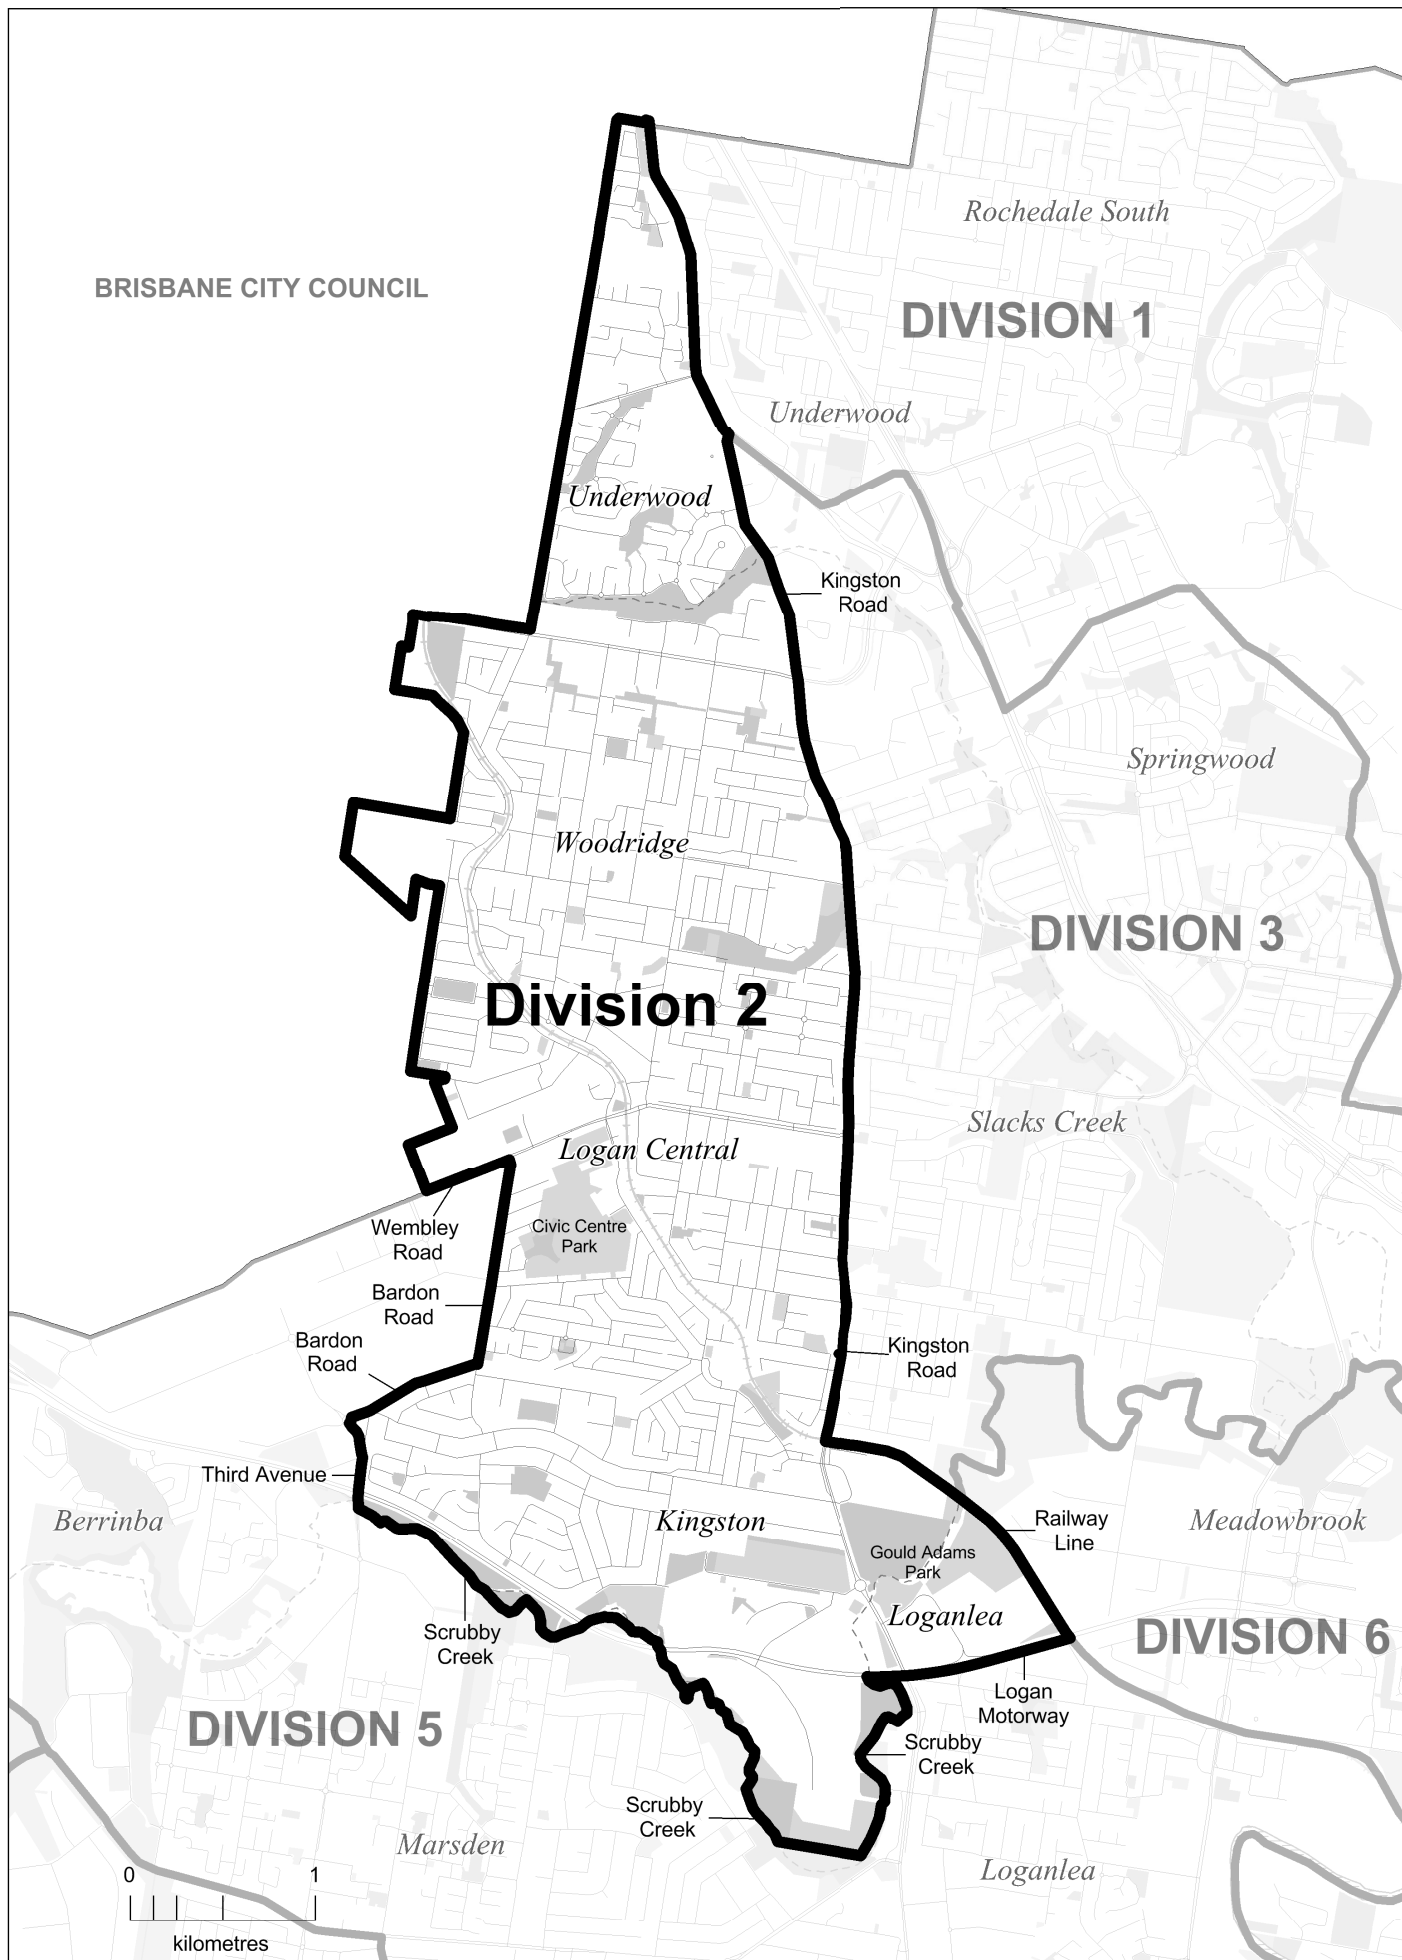 Rochedale South
BRISBANE CITY COUNCIL
DIVISION 1
Underwood
Underwood
Kingston
Road
Springwood
Woodridge
DIVISION 3
Division 2
Slacks Creek
Logan Central
Wembley
Road
Civic Centre
Park
Bardon
Road
Bardon
Road
Kingston
Road
Third Avenue
Berrinba
Kingston
Railway
Line
Meadowbrook
Gould Adams
Park
Loganlea
Scrubby
Creek
DIVISION 6
Logan
Motorway
DIVISION 5
Scrubby
Creek
Scrubby
Creek
Marsden
Loganlea
0 1
kilometres